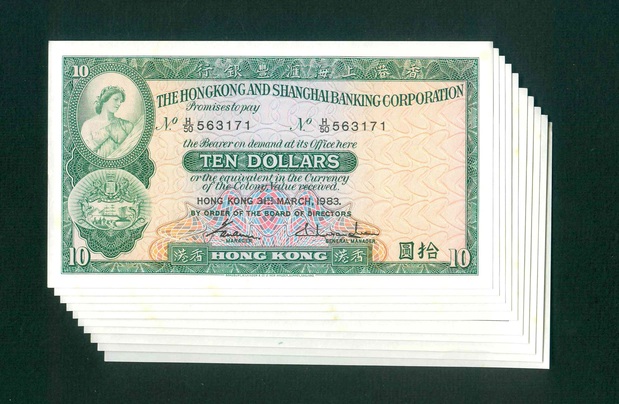 10
行銀豐滙海上港香
THE HONGKONG AND SHANGHAI BANKING CORPORATION
Promises to pay
No H/50 563171 No H/50 563171
the Bearer on demand at its Office here
TEN DOLLARS
or the equivalent in the Currency
of the Colony, Value received.
HONG KONG 31ST MARCH, 1983.
BY ORDER OF THE BOARD OF DIRECTORS
MANAGER GENERAL MANAGER
圓拾
10 港香 HONG KONG 港香 10